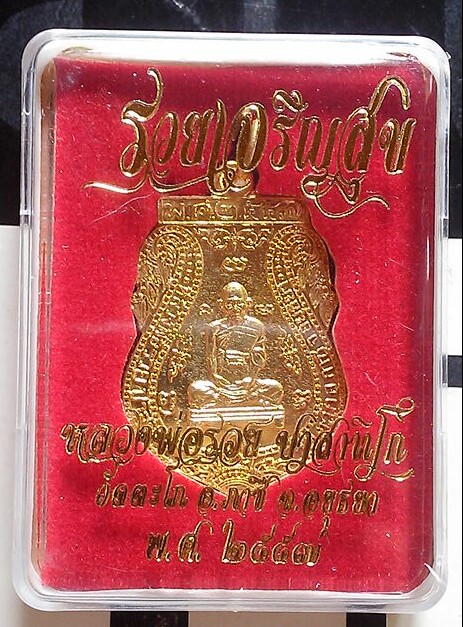 รวยเจริญสุข
หลวงพ่อรวย ปาสาทิโก
วัดตะโก อ.ภาชี จ.อยุธยา
พ.ศ. ๒๕๕๗